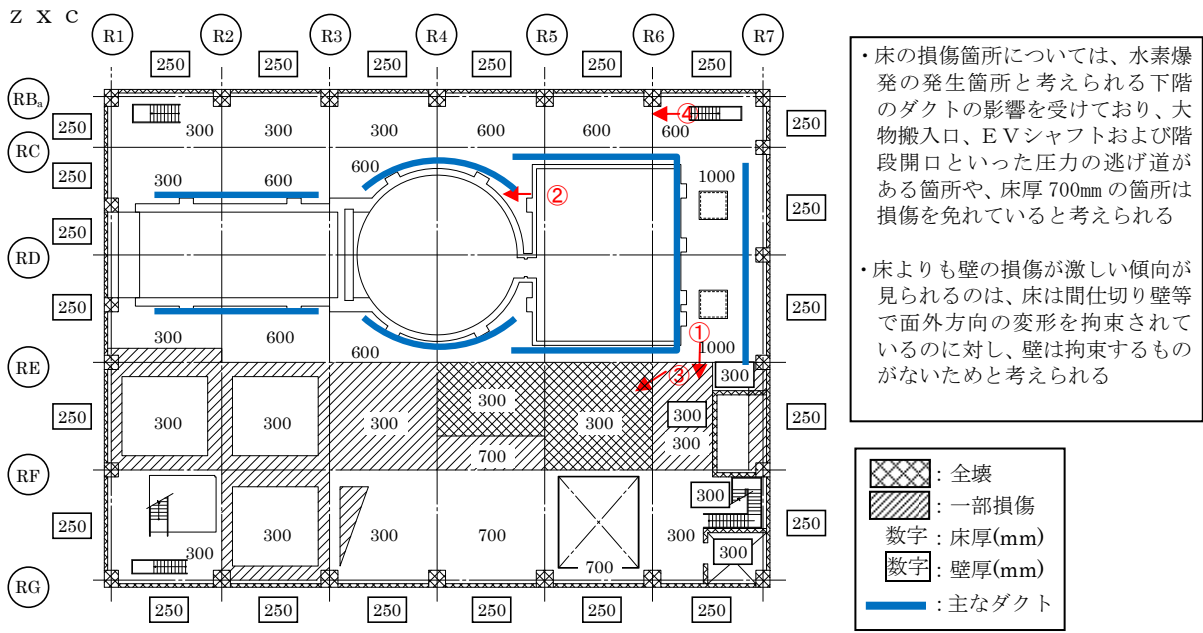 z x c
R1 R2 R3 R4 R5 R6 R7
250 250 250 250 250 250
RBa
300 300 300 600 600 600 ④
250 250
RC
250 300 600 600 ② 1000 250
250
RD
250 250
300 600 600 ① 1000
RE
③ 300
300 300
250 300 300 300 300 250
700 300
RF
300
250 300 300 700 300 250
300 700 300
RG
250 250 250 250 250 250
・床の損傷箇所については、水素爆
発の発生箇所と考えられる下階
のダクトの影響を受けており、大
物搬入口、ＥＶシャフトおよび階
段開口といった圧力の逃げ道が
ある箇所や、床厚 700mm の箇所は
損傷を免れていると考えられる
・床よりも壁の損傷が激しい傾向が
見られるのは、床は間仕切り壁等
で面外方向の変形を拘束されて
いるのに対し、壁は拘束するもの
がないためと考えられる
：全壊
：一部損傷
数字：床厚(mm)
数字：壁厚(mm)
：主なダクト